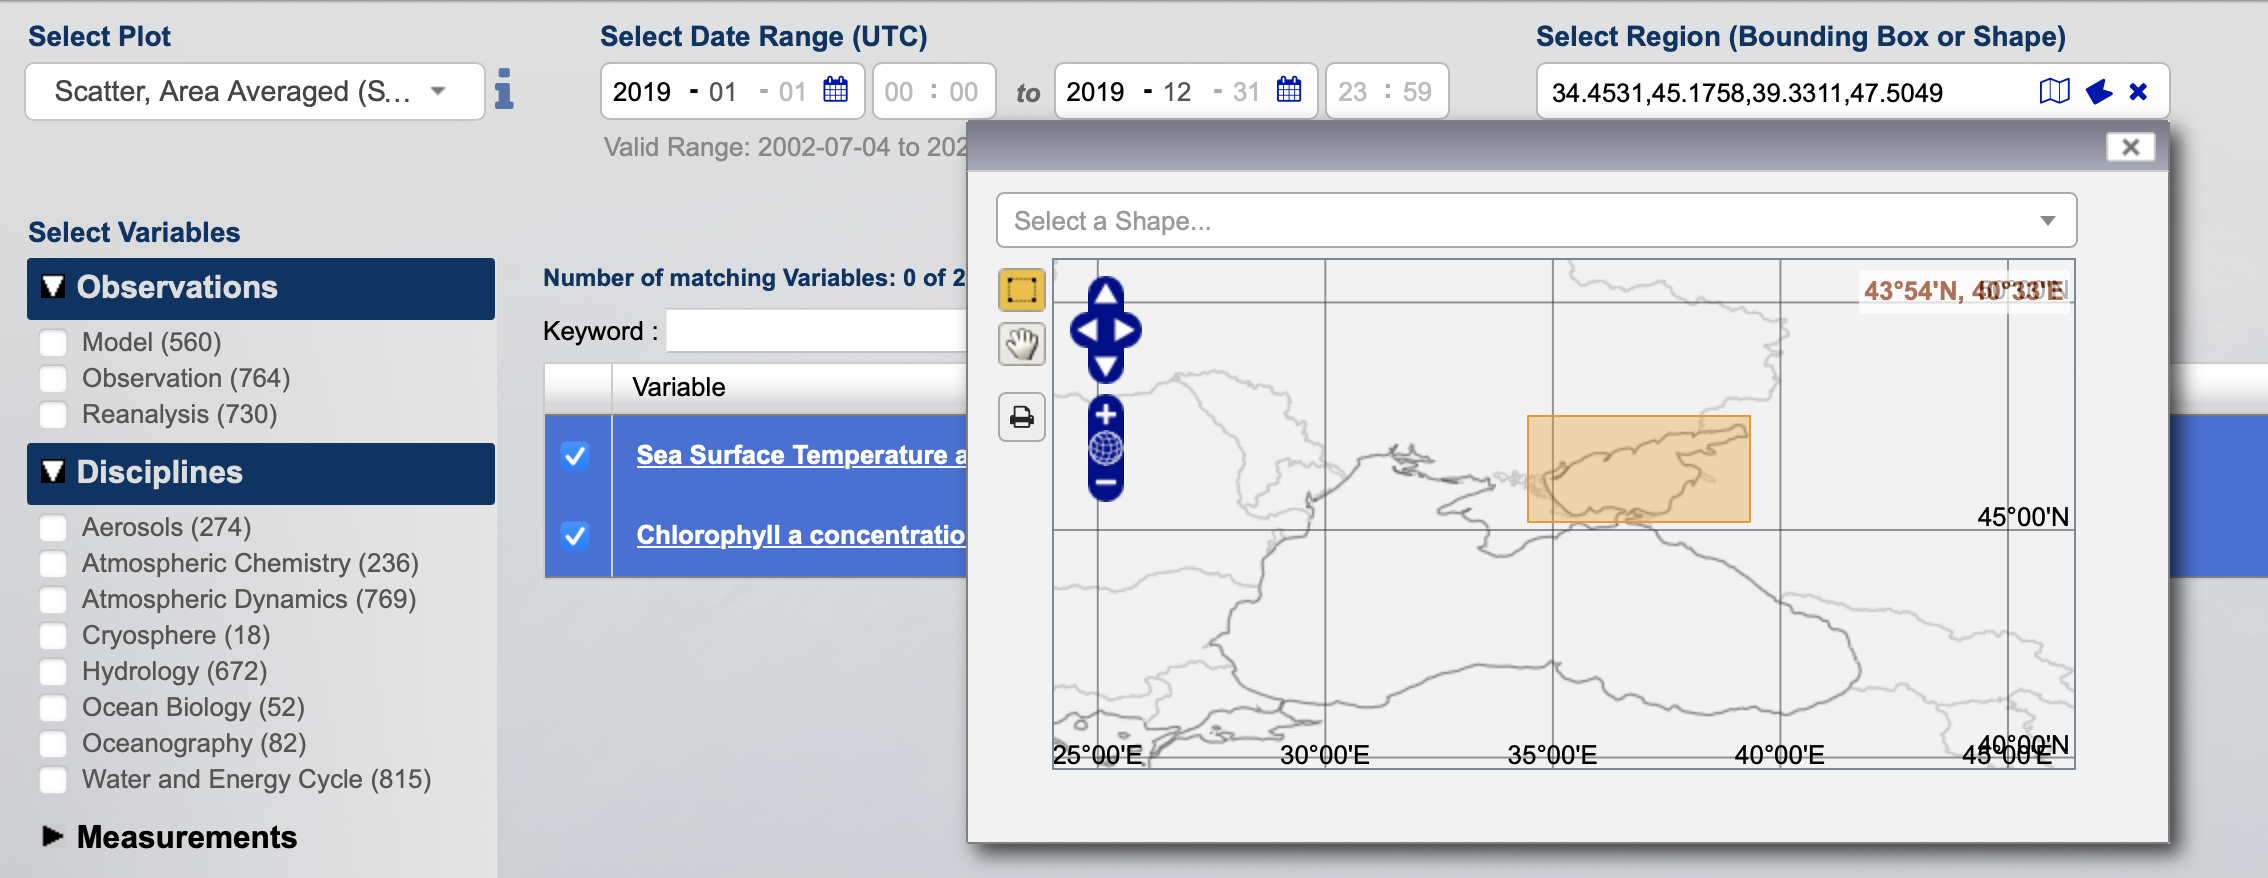 Select Plot
Scatter, Area Averaged (S...
Select Date Range (UTC)
2019 - 01 - 01 00 : 00 to 2019 - 12 - 31 23 : 59
Valid Range: 2002-07-04 to 202
Select Region (Bounding Box or Shape)
34.4531,45.1758,39.3311,47.5049
Select a Shape...
Select Variables
Observations
Model (560)
Observation (764)
Reanalysis (730)
Disciplines
Aerosols (274)
Atmospheric Chemistry (236)
Atmospheric Dynamics (769)
Cryosphere (18)
Hydrology (672)
Ocean Biology (52)
Oceanography (82)
Water and Energy Cycle (815)
Measurements
Number of matching Variables: 0 of 2
Keyword :
Variable
Sea Surface Temperature a
Chlorophyll a concentratio
43°54'N, 40°33'E
45°00'N
40°00'N
25°00'E 30°00'E 35°00'E 40°00'E 45°00'E